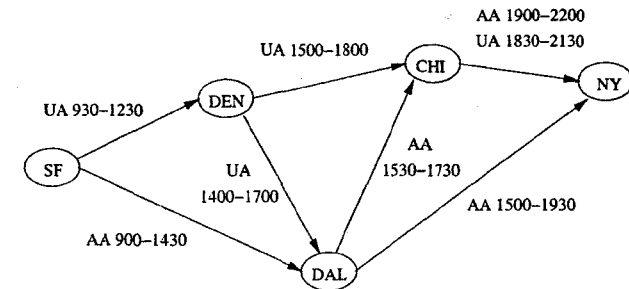 AA 1900–2200
UA 1830–2130
UA 1500–1800
CHI
NY
DEN
UA 930–1230
AA
1530–1730
UA
1400–1700
SF
AA 1500–1930
AA 900–1430
DAL